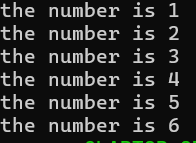 the number is 1
the number is 2
the number is 3
the number is 4
the number is 5
the number is 6